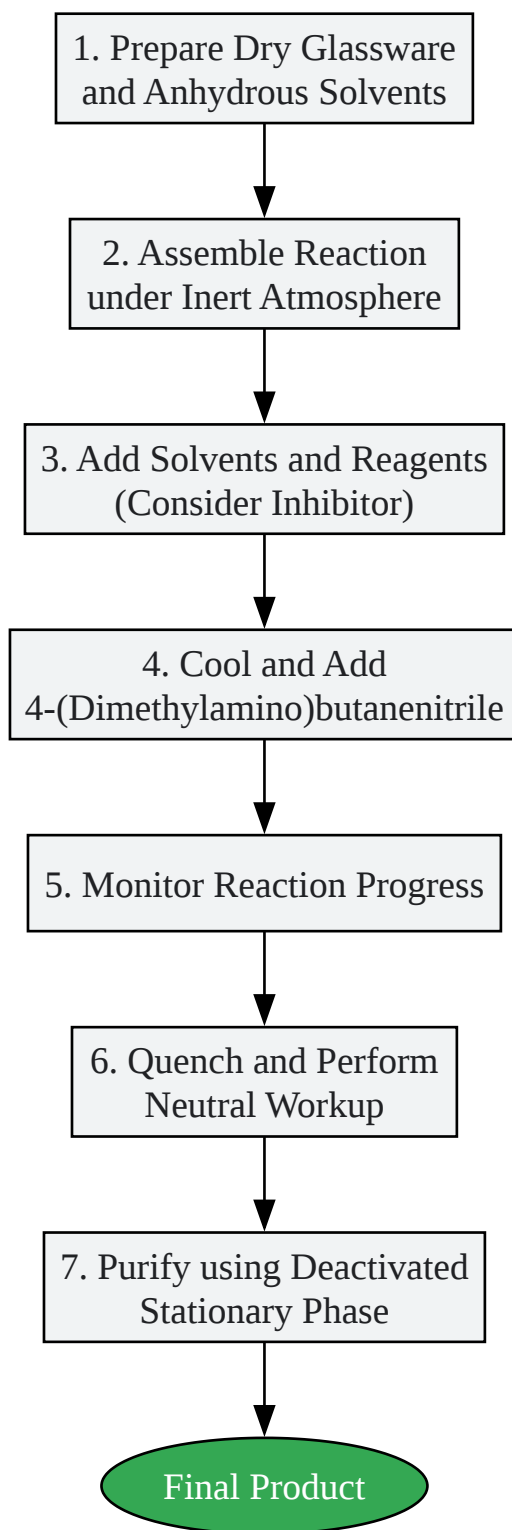 1. Prepare Dry Glassware
and Anhydrous Solvents
2. Assemble Reaction
under Inert Atmosphere
3. Add Solvents and Reagents
(Consider Inhibitor)
4. Cool and Add
4-(Dimethylamino)butanenitrile
5. Monitor Reaction Progress
6. Quench and Perform
Neutral Workup
7. Purify using Deactivated
Stationary Phase
Final Product